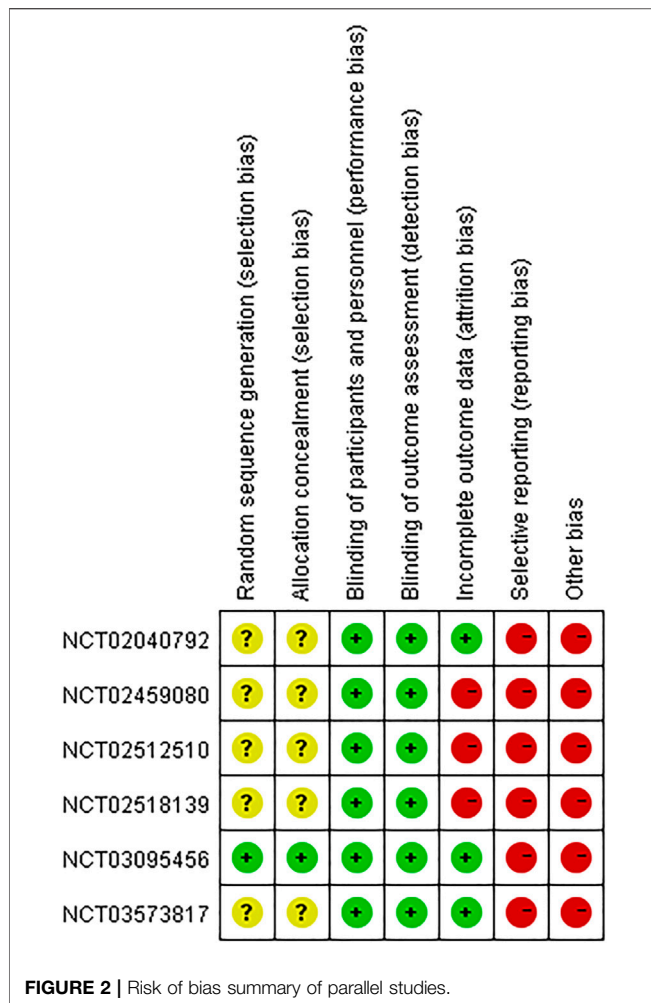 Random sequence generation (selection bias)
Allocation concealment (selection bias)
Blinding of participants and personnel (performance bias)
Blinding of outcome assessment (detection bias)
Incomplete outcome data (attrition bias)
Selective reporting (reporting bias)
Other bias
NCT02040792 ? ? + + + - -
NCT02459080 ? ? + + - - -
NCT02512510 ? ? + + - - -
NCT02518139 ? ? + + - - -
NCT03095456 + + + + + - -
NCT03573817 ? ? + + + - -
FIGURE 2 | Risk of bias summary of parallel studies.